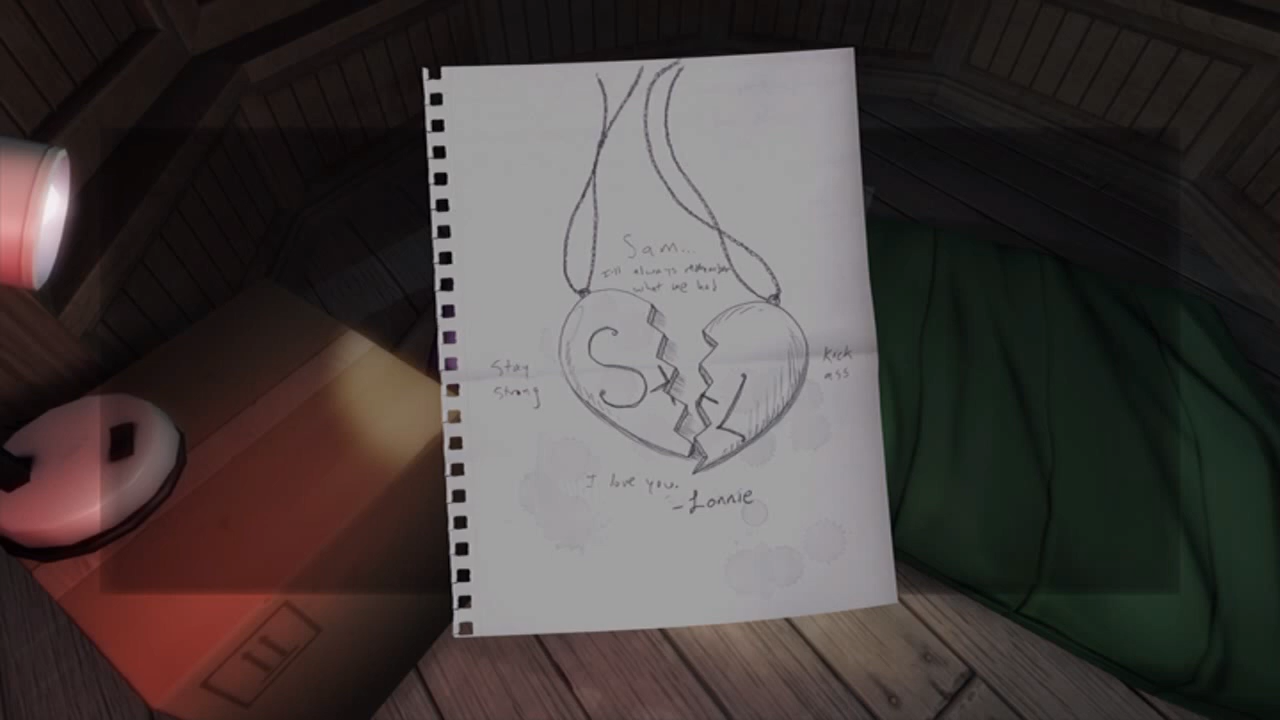 Sam...
I'll always remember
what we had
S
L
Stay
strong
Kick
ass
I love you.
-Lonnie